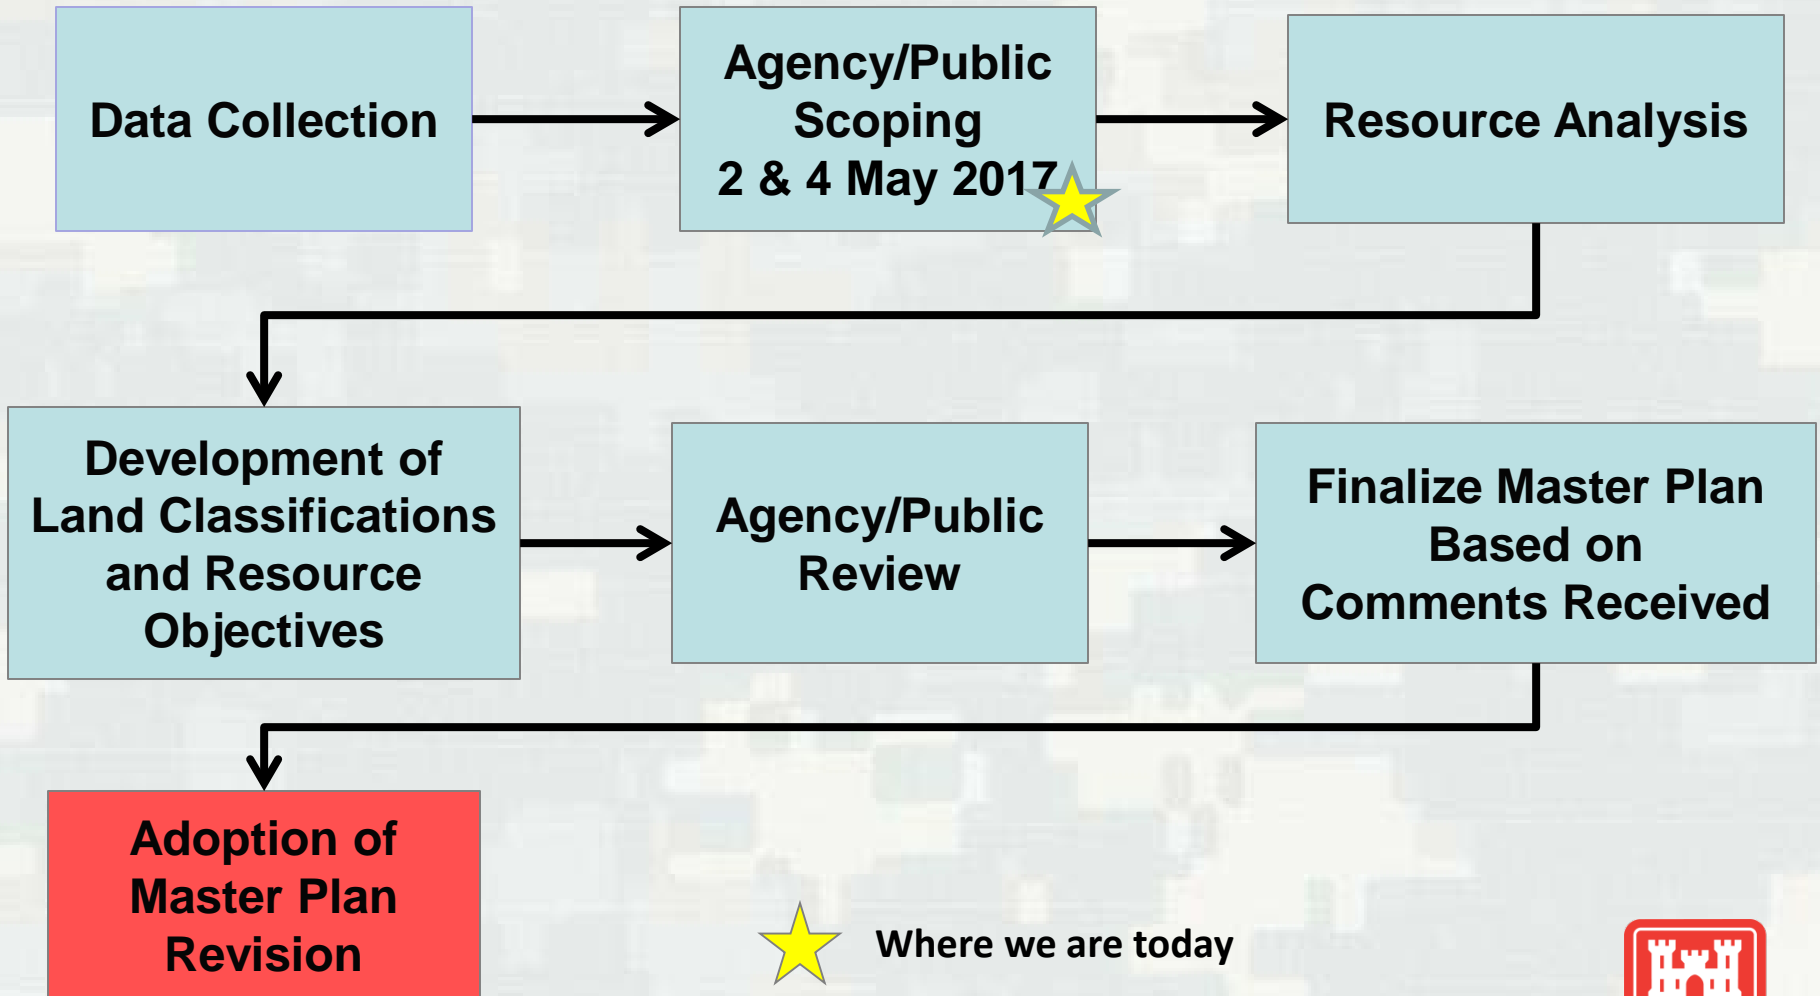 Data Collection
Agency/Public
Scoping
2 & 4 May 2017
Resource Analysis
Development of
Land Classifications
and Resource
Objectives
Agency/Public
Review
Finalize Master Plan
Based on
Comments Received
Adoption of
Master Plan
Revision
Where we are today